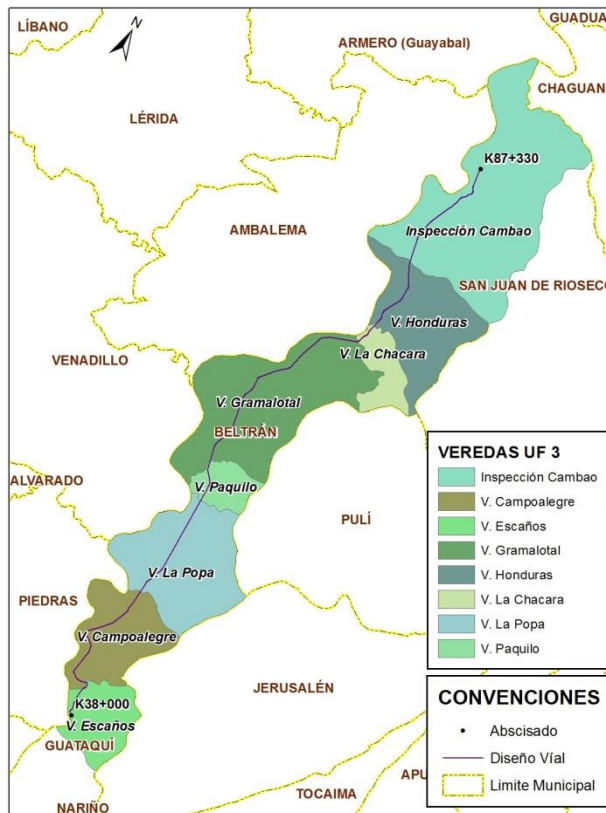 LÍBANO
N
ARMERO (Guayabal)
GUADUA
CHAGUAN
LÉRIDA
K87+330
AMBALEMA
Inspección Cambao
SAN JUAN DE RIOSECO
V. Honduras
VENADILLO
V. La Chacara
V. Gramalotal
BELTRÁN
ALVARADO
V. Paquilo
PULÍ
V. La Popa
PIEDRAS
V. Campoalegre
JERUSALÉN
K38+000
V. Escaños
GUATAQUÍ
NARIÑO
TOCAIMA
APU
VEREDAS UF 3
Inspección Cambao
V. Campoalegre
V. Escaños
V. Gramalotal
V. Honduras
V. La Chacara
V. La Popa
V. Paquilo
CONVENCIONES
Abscisado
Diseño Víal
Limite Municipal